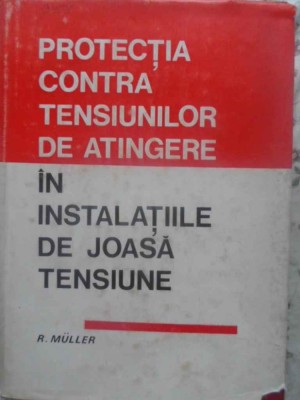 PROTECȚIA
CONTRA
TENSIUNILOR
DE ATINGERE
ÎN
INSTALAȚIILE
DE JOASĂ
TENSIUNE
R. MÜLLER